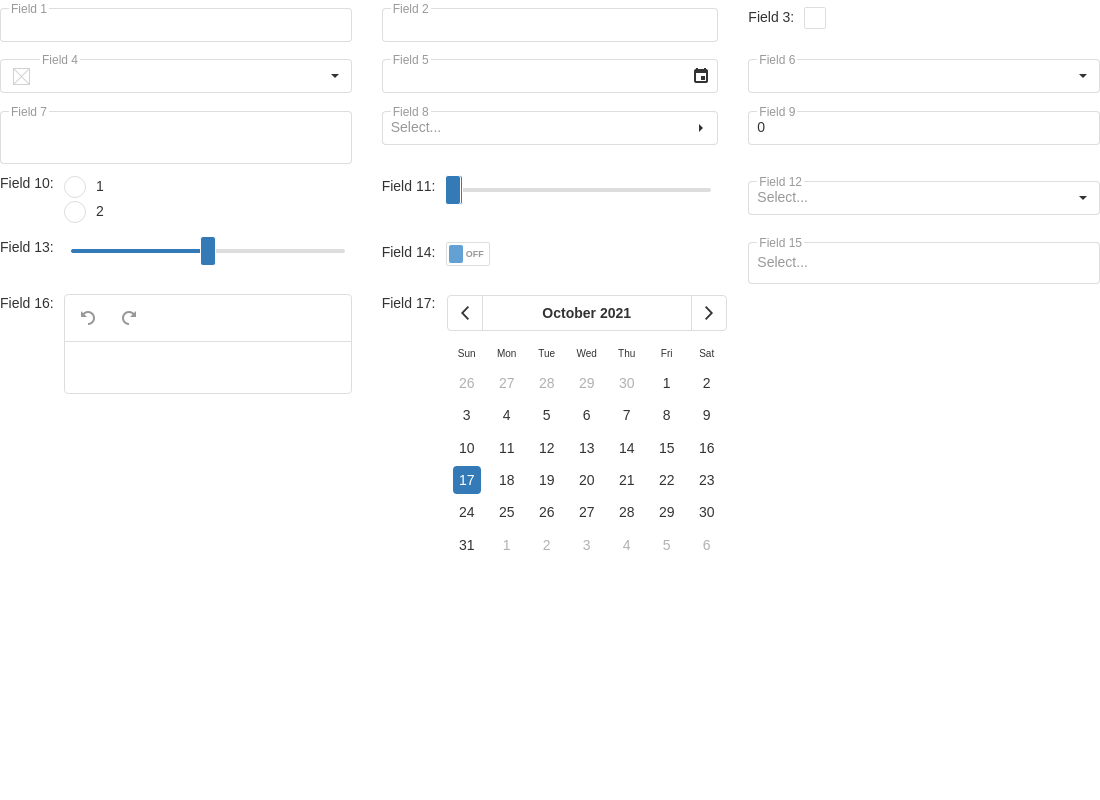 Field 1
Field 2
Field 3:
Field 4
Field 5
Field 6
Field 7
Field 8
Select...
Field 9
0
Field 10:
1
2
Field 11:
Field 12
Select...
Field 13:
Field 14:
OFF
Field 15
Select...
Field 16:
Field 17:
October 2021
Sun Mon Tue Wed Thu Fri Sat
26 27 28 29 30 1 2
3 4 5 6 7 8 9
10 11 12 13 14 15 16
17 18 19 20 21 22 23
24 25 26 27 28 29 30
31 1 2 3 4 5 6